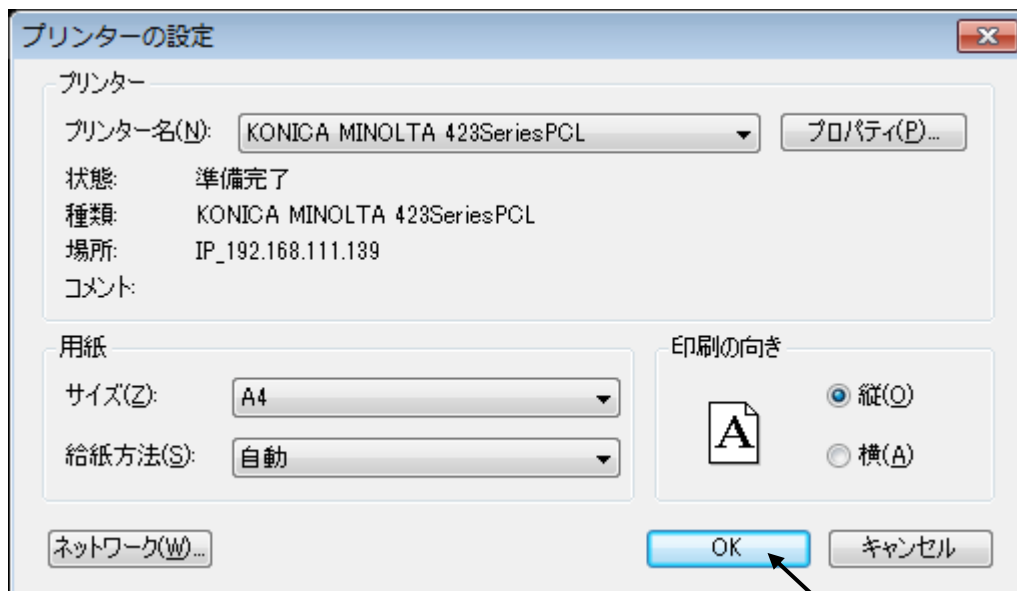 プリンターの設定
プリンター
プリンター名(N): KONICA MINOLTA 423SeriesPCL プロパティ(P)...
状態: 準備完了
種類: KONICA MINOLTA 423SeriesPCL
場所: IP_192.168.111.139
コメント:
用紙
サイズ(Z): A4
給紙方法(S): 自動
印刷の向き
A
縦(O)
横(A)
ネットワーク(W)... OK キャンセル